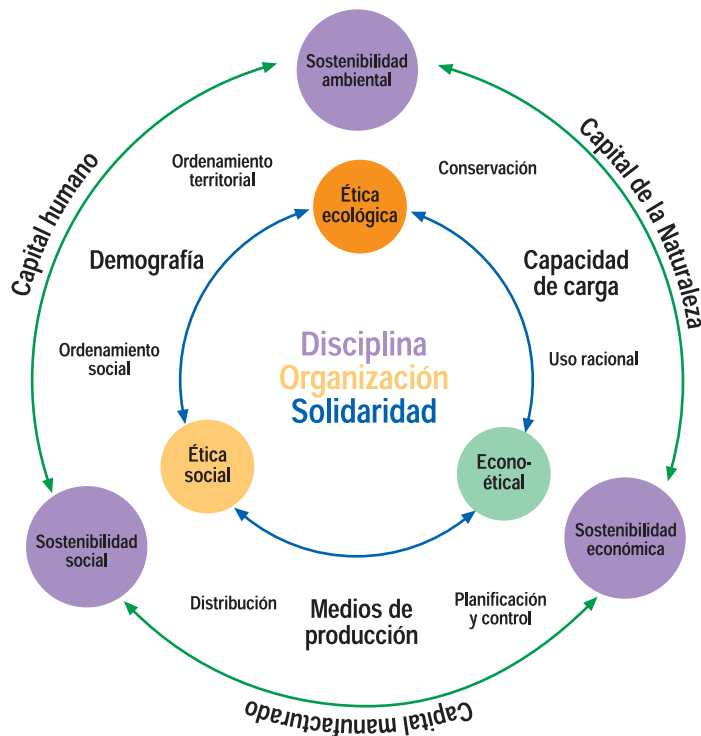 Sostenibilidad
ambiental
Capital humano
Capital de la Naturaleza
Ordenamiento
territorial
Conservación
Ética
ecológica
Demografía
Capacidad
de carga
Ordenamiento
social
Disciplina
Organización
Solidaridad
Uso racional
Ética
social
Econo-
ético
Sostenibilidad
social
Sostenibilidad
económica
Distribución
Medios de
producción
Planificación
y control
Capital manufacturado